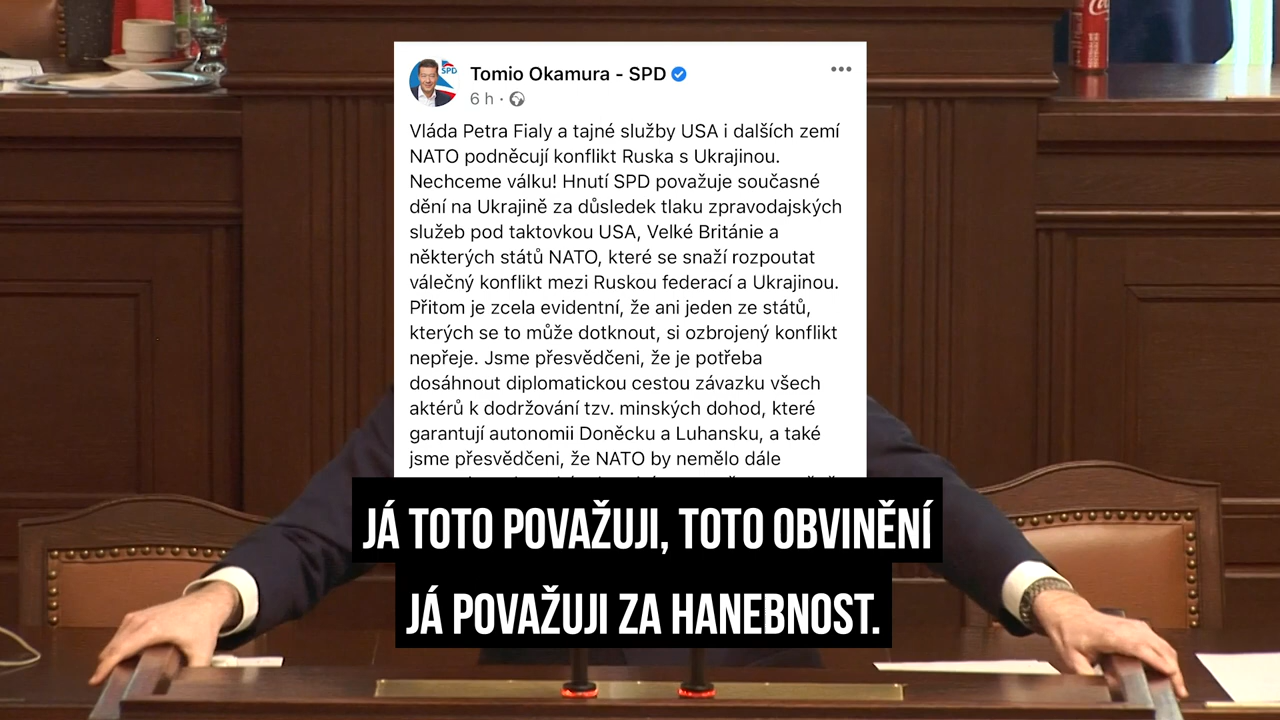 SPD
Tomio Okamura - SPD
6 h ·
Vláda Petra Fialy a tajné služby USA i dalších zemí
NATO podněcují konflikt Ruska s Ukrajinou.
Nechceme válku! Hnutí SPD považuje současné
dění na Ukrajině za důsledek tlaku zpravodajských
služeb pod taktovkou USA, Velké Británie a
některých států NATO, které se snaží rozpoutat
válečný konflikt mezi Ruskou federací a Ukrajinou.
Přitom je zcela evidentní, že ani jeden ze států,
kterých se to může dotknout, si ozbrojený konflikt
nepřeje. Jsme přesvědčeni, že je potřeba
dosáhnout diplomatickou cestou závazku všech
aktérů k dodržování tzv. minských dohod, které
garantují autonomii Doněcku a Luhansku, a také
jsme přesvědčeni, že NATO by nemělo dále
JÁ TOTO POVAŽUJI, TOTO OBVINĚNÍ
JÁ POVAŽUJI ZA HANEBNOST.